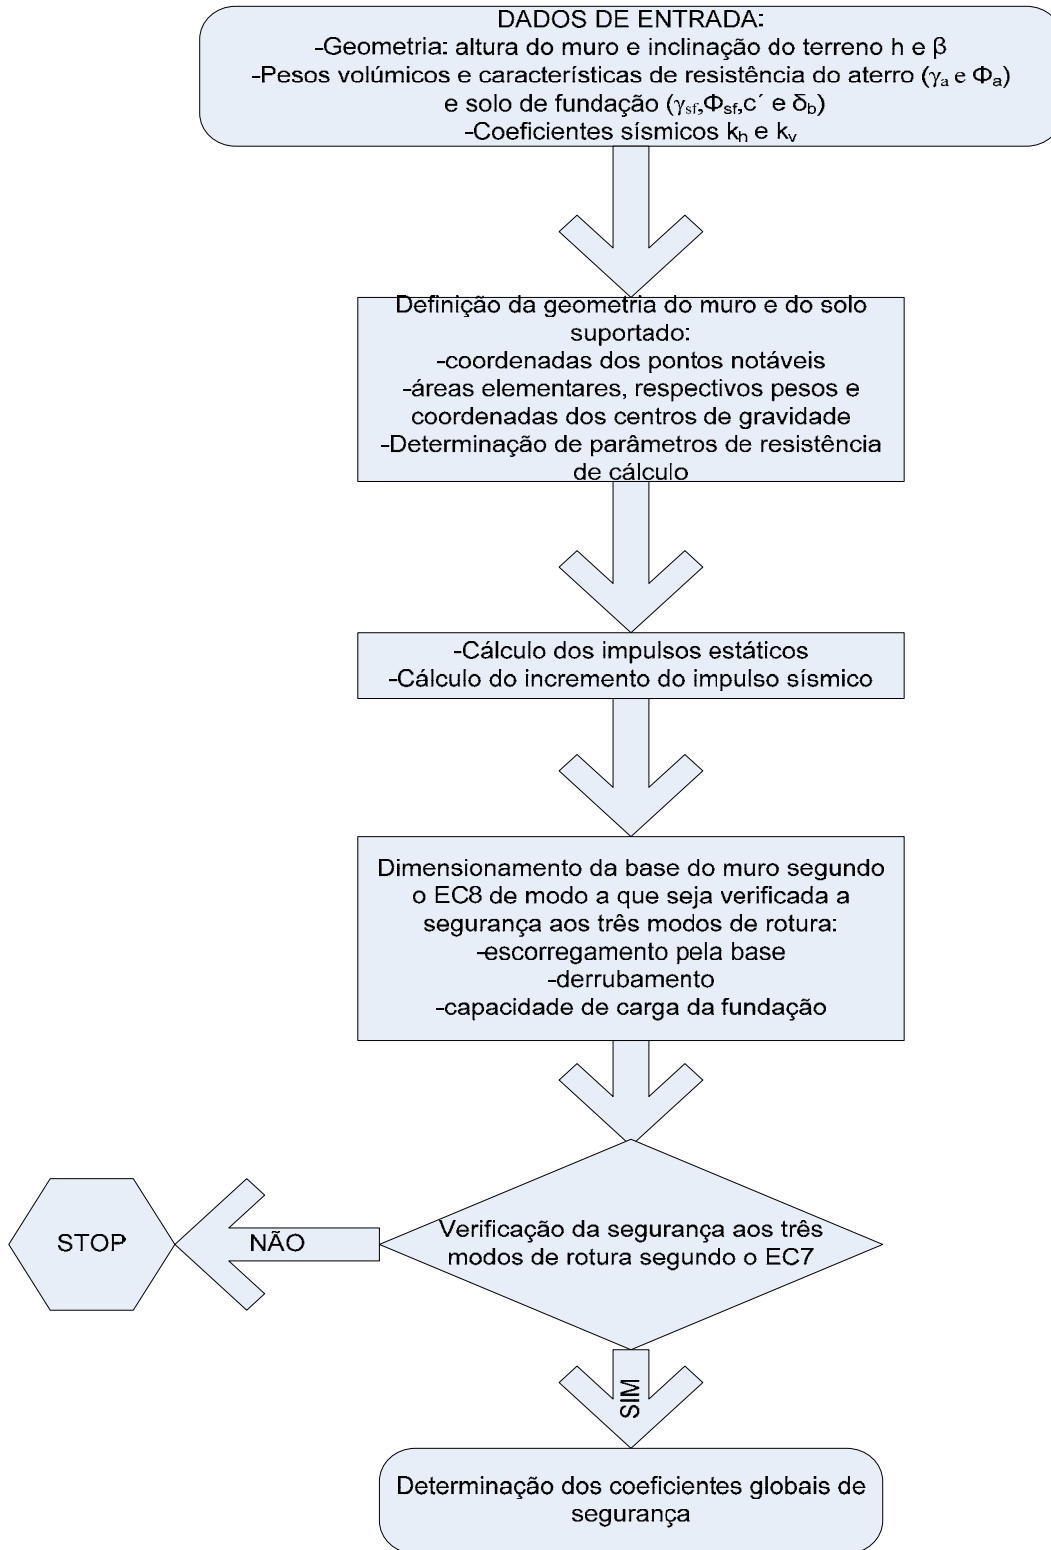 DADOS DE ENTRADA:
-Geometria: altura do muro e inclinação do terreno h e β
-Pesos volúmicos e características de resistência do aterro (γa e Φa)
e solo de fundação (γsf,Φsf,c´ e δb)
-Coeficientes sísmicos kh e kv
Definição da geometria do muro e do solo
suportado:
-coordenadas dos pontos notáveis
-áreas elementares, respectivos pesos e
coordenadas dos centros de gravidade
-Determinação de parâmetros de resistência
de cálculo
-Cálculo dos impulsos estáticos
-Cálculo do incremento do impulso sísmico
Dimensionamento da base do muro segundo
o EC8 de modo a que seja verificada a
segurança aos três modos de rotura:
-escorregamento pela base
-derrubamento
-capacidade de carga da fundação
Verificação da segurança aos três
modos de rotura segundo o EC7
NÃO
STOP
SIM
Determinação dos coeficientes globais de
segurança